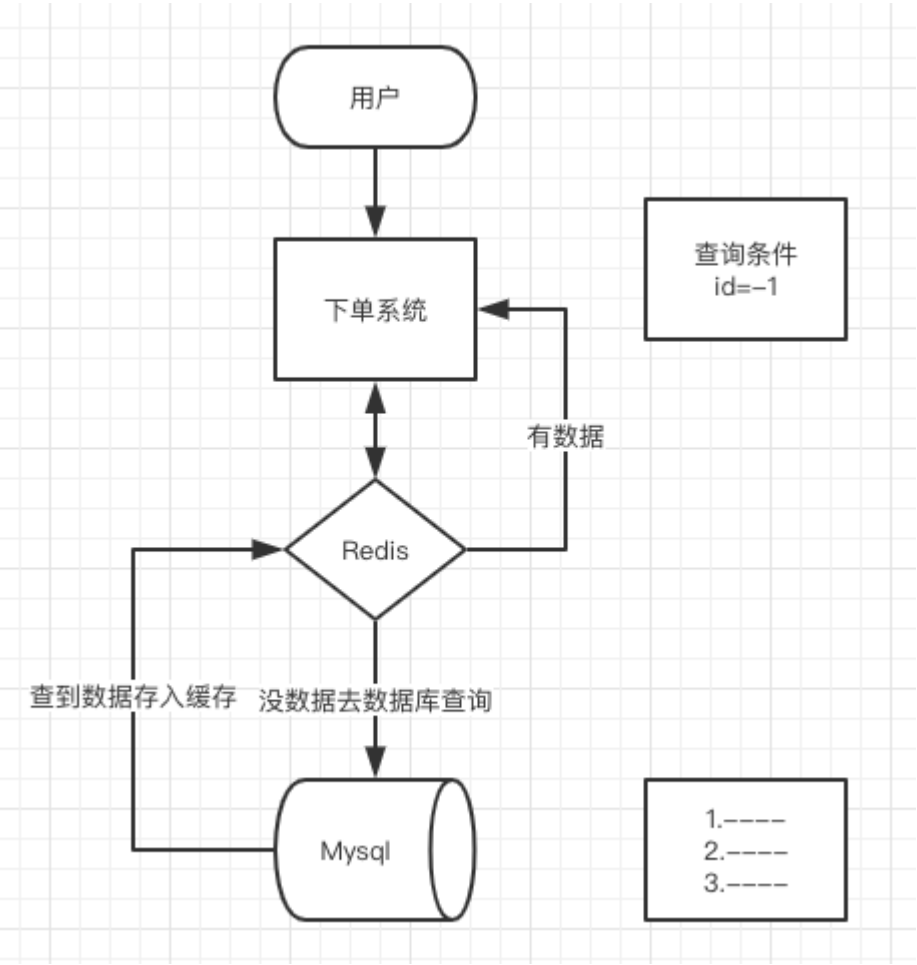 用户
下单系统
查询条件
id=-1
有数据
Redis
查到数据存入缓存
没数据去数据库查询
Mysql
1.----
2.----
3.----